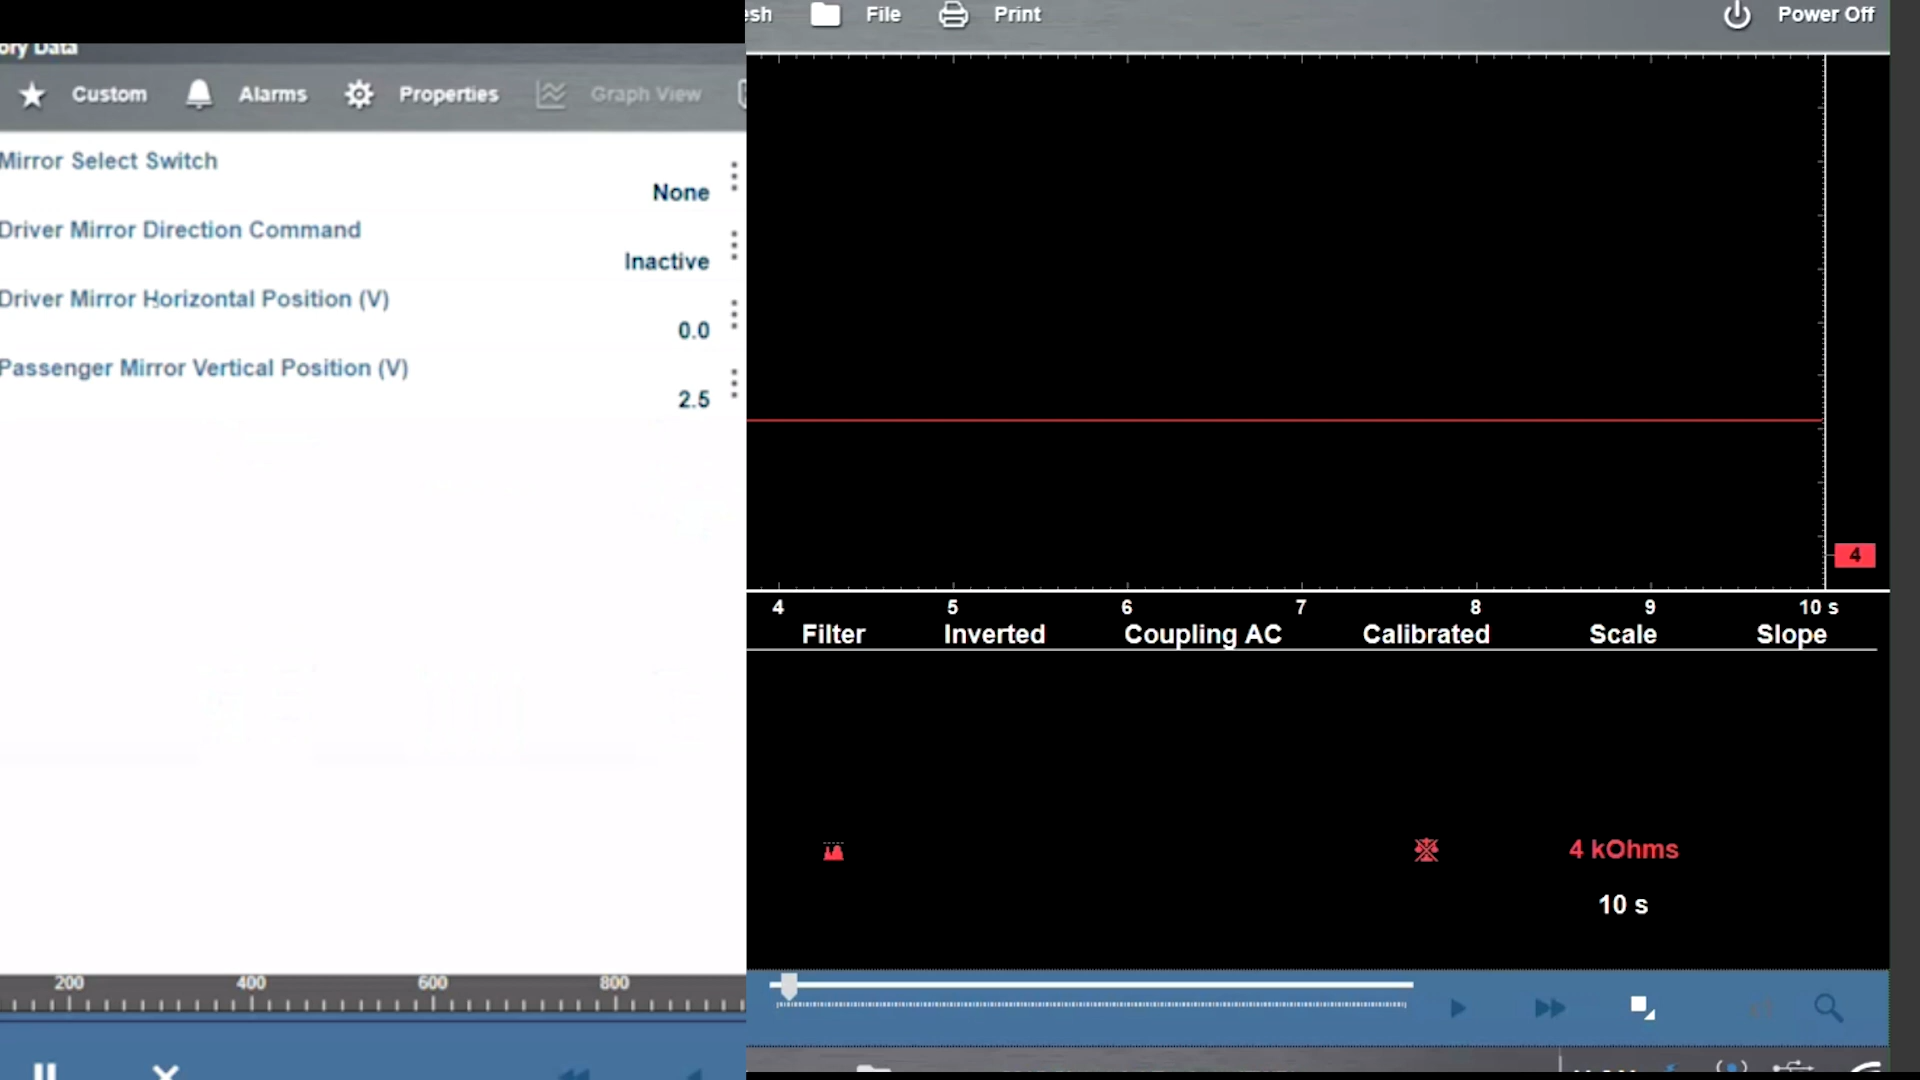 ory Data
Custom
Alarms
Properties
Graph View
Mirror Select Switch
None
Driver Mirror Direction Command
Inactive
Driver Mirror Horizontal Position (V)
0.0
Passenger Mirror Vertical Position (V)
2.5
200 400 600 800
esh File Print Power Off
4
4 5 6 7 8 9 10 s
Filter Inverted Coupling AC Calibrated Scale Slope
4 kOhms
10 s